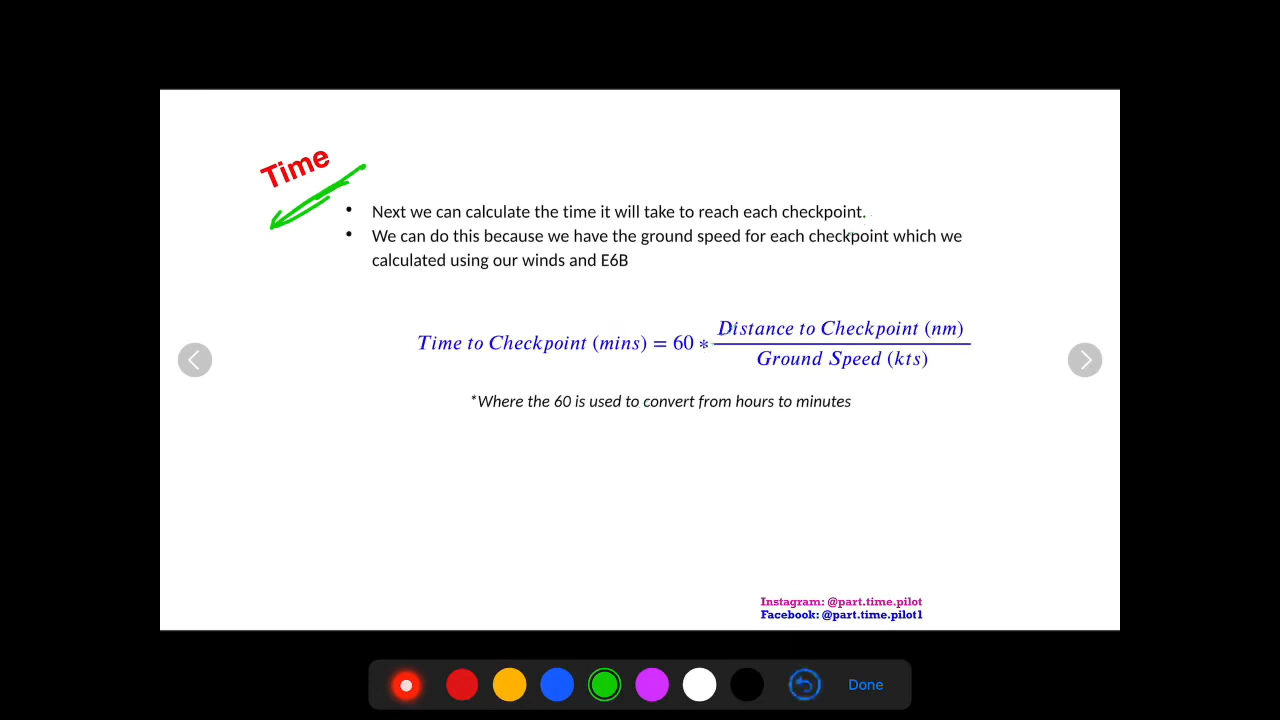 Time
• Next we can calculate the time it will take to reach each checkpoint.
• We can do this because we have the ground speed for each checkpoint which we
calculated using our winds and E6B
Time to Checkpoint (mins) = 60 * Distance to Checkpoint (nm) / Ground Speed (kts)
*Where the 60 is used to convert from hours to minutes
Instagram: @part.time.pilot
Facebook: @part.time.pilot1
Done